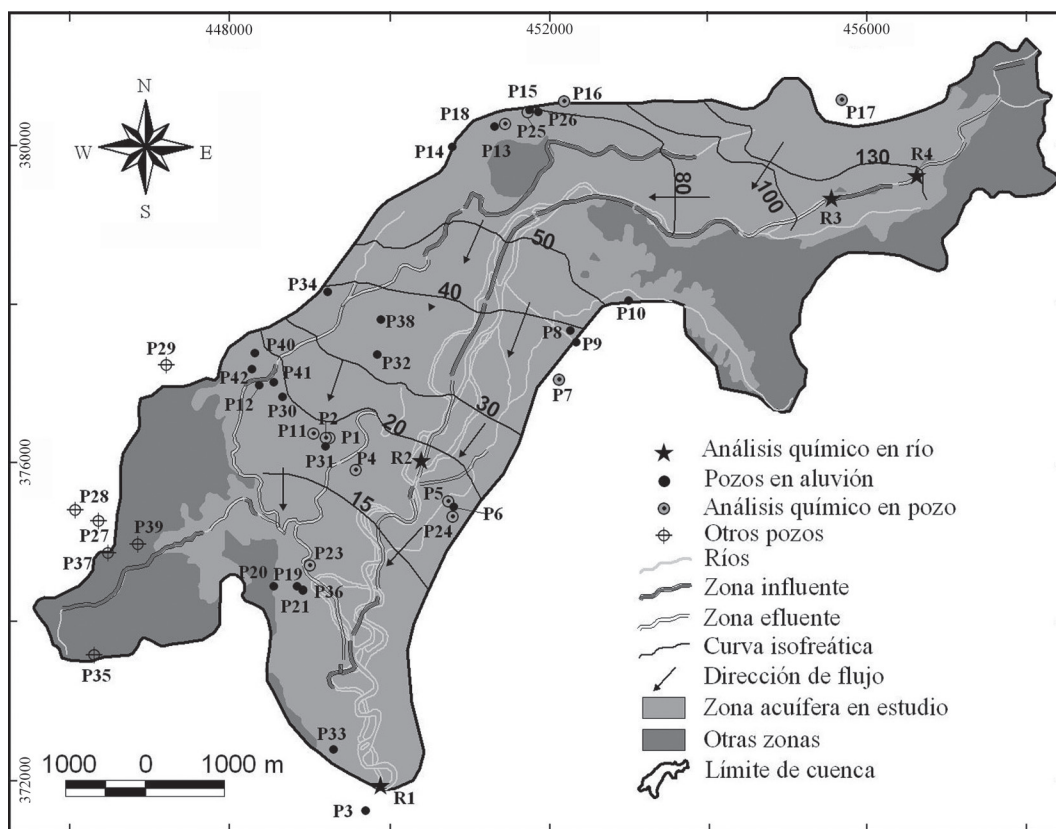 448000
452000
456000
380000
376000
372000
N
W E
S
P15
P16
P17
P18
P25
P26
P14
P13
130
R4
100
R3
80
50
P34
40
P10
P38
P8
P9
P29
P40
P32
P42
P41
P7
P12
P30
30
P2
20
P11
P1
P31
P4
R2
P28
P5
15
P27
P24
P6
P39
P37
P23
P20
P19
P36
P21
P35
P33
R1
P3
1000 0 1000 m
Análisis químico en río
Pozos en aluvión
Análisis químico en pozo
Otros pozos
Ríos
Zona influente
Zona efluente
Curva isofreática
Dirección de flujo
Zona acuífera en estudio
Otras zonas
Límite de cuenca